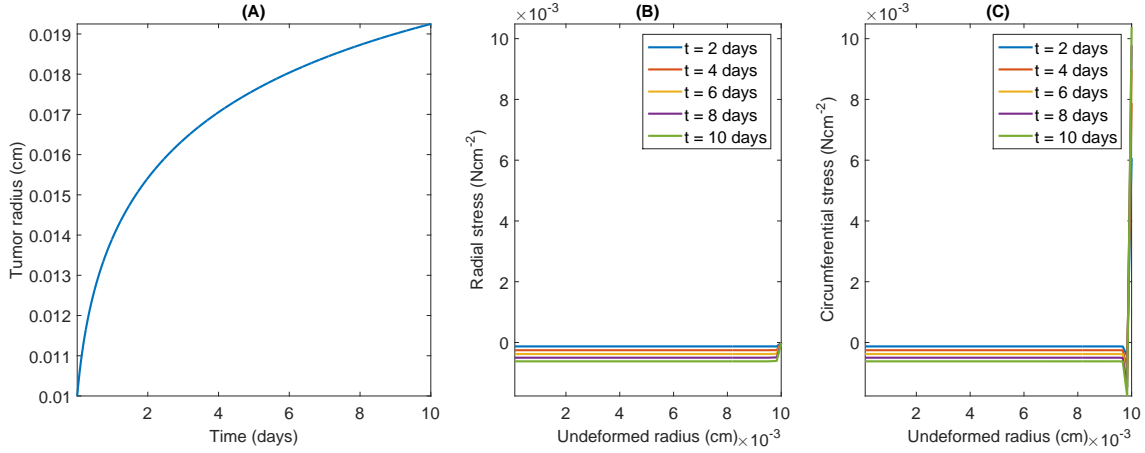 (A)
Tumor radius (cm)
0.019
0.018
0.017
0.016
0.015
0.014
0.013
0.012
0.011
0.01
2
4
6
8
10
Time (days)
(B)
×10-3
Radial stress (Ncm-2)
10
8
6
4
2
0
t = 2 days
t = 4 days
t = 6 days
t = 8 days
t = 10 days
2
4
6
8
10
Undeformed radius (cm)
×10-3
(C)
×10-3
Circumferential stress (Ncm-2)
10
8
6
4
2
0
t = 2 days
t = 4 days
t = 6 days
t = 8 days
t = 10 days
2
4
6
8
10
Undeformed radius (cm)
×10-3